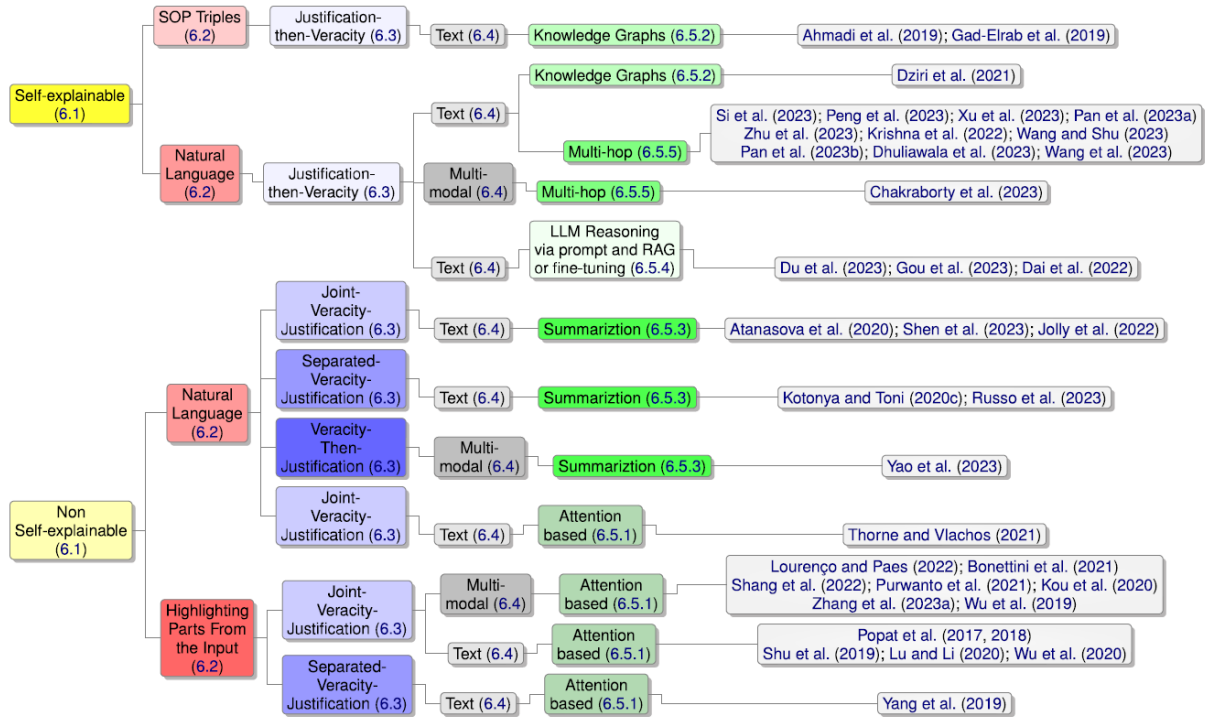 Self-explainable
(6.1)
SOP Triples
(6.2)
Justification-
then-Veracity (6.3)
Text (6.4)
Knowledge Graphs (6.5.2)
Ahmadi et al. (2019); Gad-Elrab et al. (2019)
Natural
Language
(6.2)
Justification-
then-Veracity (6.3)
Text (6.4)
Knowledge Graphs (6.5.2)
Dziri et al. (2021)
Multi-hop (6.5.5)
Si et al. (2023); Peng et al. (2023); Xu et al. (2023); Pan et al. (2023a)
Zhu et al. (2023); Krishna et al. (2022); Wang and Shu (2023)
Pan et al. (2023b); Dhuliawala et al. (2023); Wang et al. (2023)
Multi-
modal (6.4)
Multi-hop (6.5.5)
Chakraborty et al. (2023)
Text (6.4)
LLM Reasoning
via prompt and RAG
or fine-tuning (6.5.4)
Du et al. (2023); Gou et al. (2023); Dai et al. (2022)
Non
Self-explainable
(6.1)
Natural
Language
(6.2)
Joint-
Veracity-
Justification (6.3)
Text (6.4)
Summariztion (6.5.3)
Atanasova et al. (2020); Shen et al. (2023); Jolly et al. (2022)
Separated-
Veracity-
Justification (6.3)
Text (6.4)
Summariztion (6.5.3)
Kotonya and Toni (2020c); Russo et al. (2023)
Veracity-
Then-
Justification (6.3)
Multi-
modal (6.4)
Summariztion (6.5.3)
Yao et al. (2023)
Joint-
Veracity-
Justification (6.3)
Text (6.4)
Attention
based (6.5.1)
Thorne and Vlachos (2021)
Highlighting
Parts From
the Input
(6.2)
Joint-
Veracity-
Justification (6.3)
Multi-
modal (6.4)
Attention
based (6.5.1)
Lourenço and Paes (2022); Bonettini et al. (2021)
Shang et al. (2022); Purwanto et al. (2021); Kou et al. (2020)
Zhang et al. (2023a); Wu et al. (2019)
Text (6.4)
Attention
based (6.5.1)
Popat et al. (2017, 2018)
Shu et al. (2019); Lu and Li (2020); Wu et al. (2020)
Separated-
Veracity-
Justification (6.3)
Text (6.4)
Attention
based (6.5.1)
Yang et al. (2019)